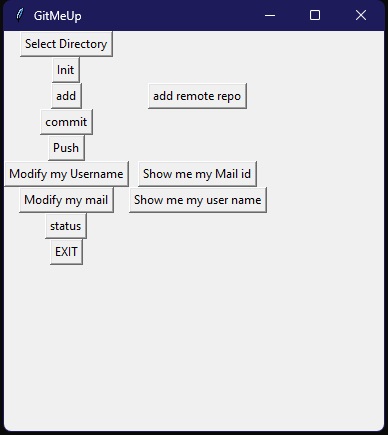 GitMeUp
Select Directory
Init
add add remote repo
commit
Push
Modify my Username Show me my Mail id
Modify my mail Show me my user name
status
EXIT